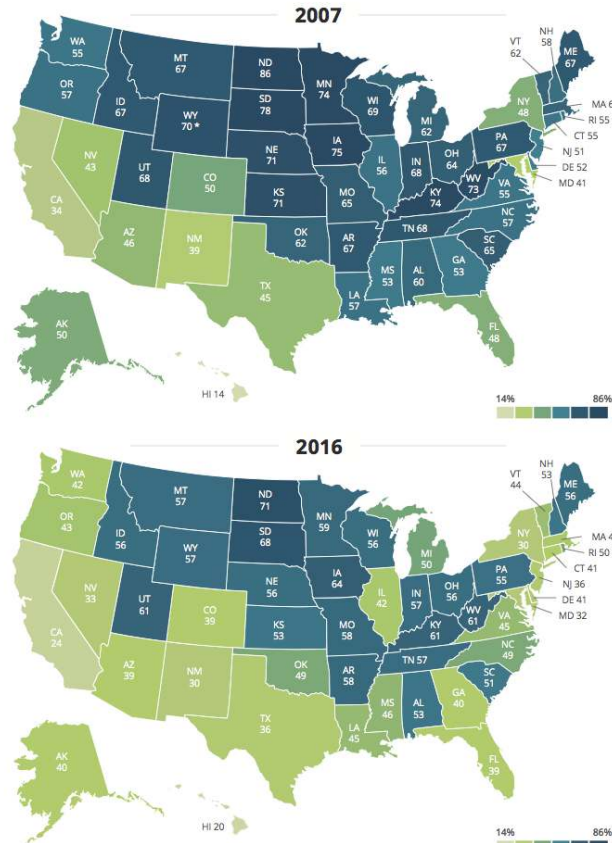 2007
WA
55
OR
57
CA
34
NV
43
ID
67
MT
67
WY
70 *
UT
68
AZ
46
CO
50
NM
39
ND
86
SD
78
NE
71
KS
71
OK
62
TX
45
MN
74
IA
75
MO
65
AR
67
LA
57
WI
69
IL
56
MI
62
IN
68
OH
64
KY
74
TN 68
MS
53
AL
60
GA
53
FL
48
SC
65
NC
57
VA
55
WV
73
PA
67
NY
48
VT
62
NH
58
ME
67
MA
RI 55
CT 55
NJ 51
DE 52
MD 41
AK
50
HI 14
14%
86%
2016
WA
42
OR
43
CA
24
NV
33
ID
56
MT
57
WY
57
UT
61
AZ
39
CO
39
NM
30
ND
71
SD
68
NE
56
KS
53
OK
49
TX
36
MN
59
IA
64
MO
58
AR
58
LA
45
WI
56
IL
42
MI
50
IN
57
OH
56
KY
61
TN 57
MS
46
AL
53
GA
40
FL
39
SC
51
NC
49
VA
45
WV
61
PA
55
NY
30
VT
44
NH
53
ME
56
MA
RI 50
CT 41
NJ 36
DE 41
MD 32
AK
40
HI 20
14%
86%